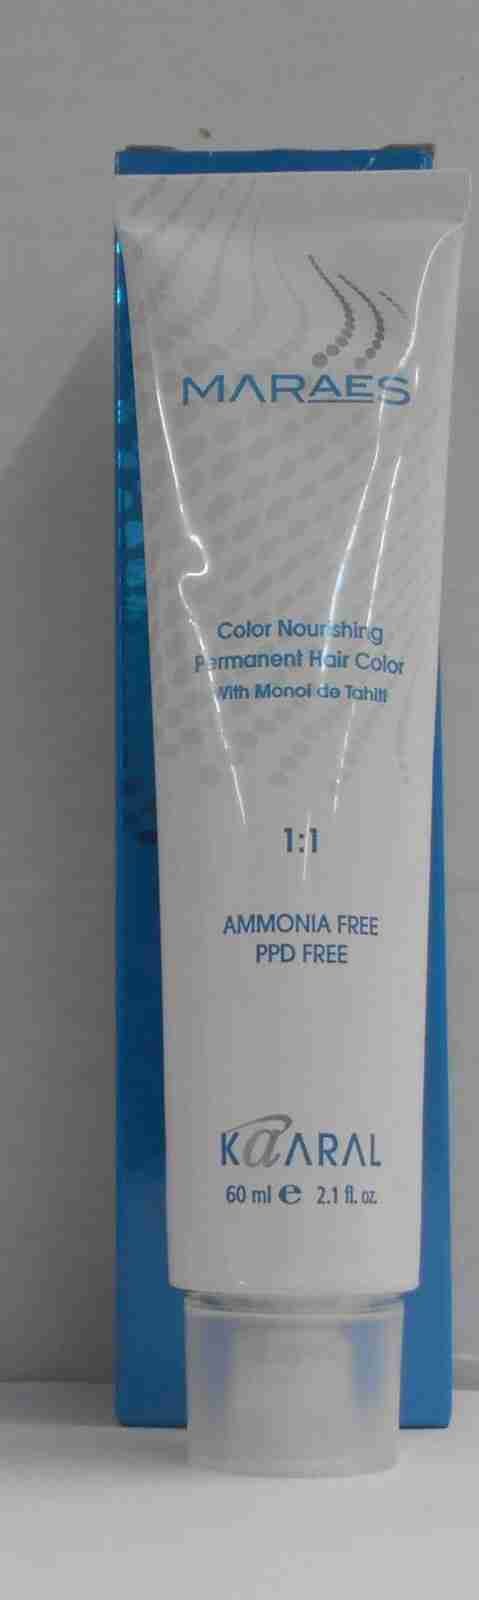 MARAES
Color Nourishing
Permanent Hair Color
With Monoi de Tahiti
1:1
AMMONIA FREE
PPD FREE
KAARAL
60 ml e 2.1 fl. oz.